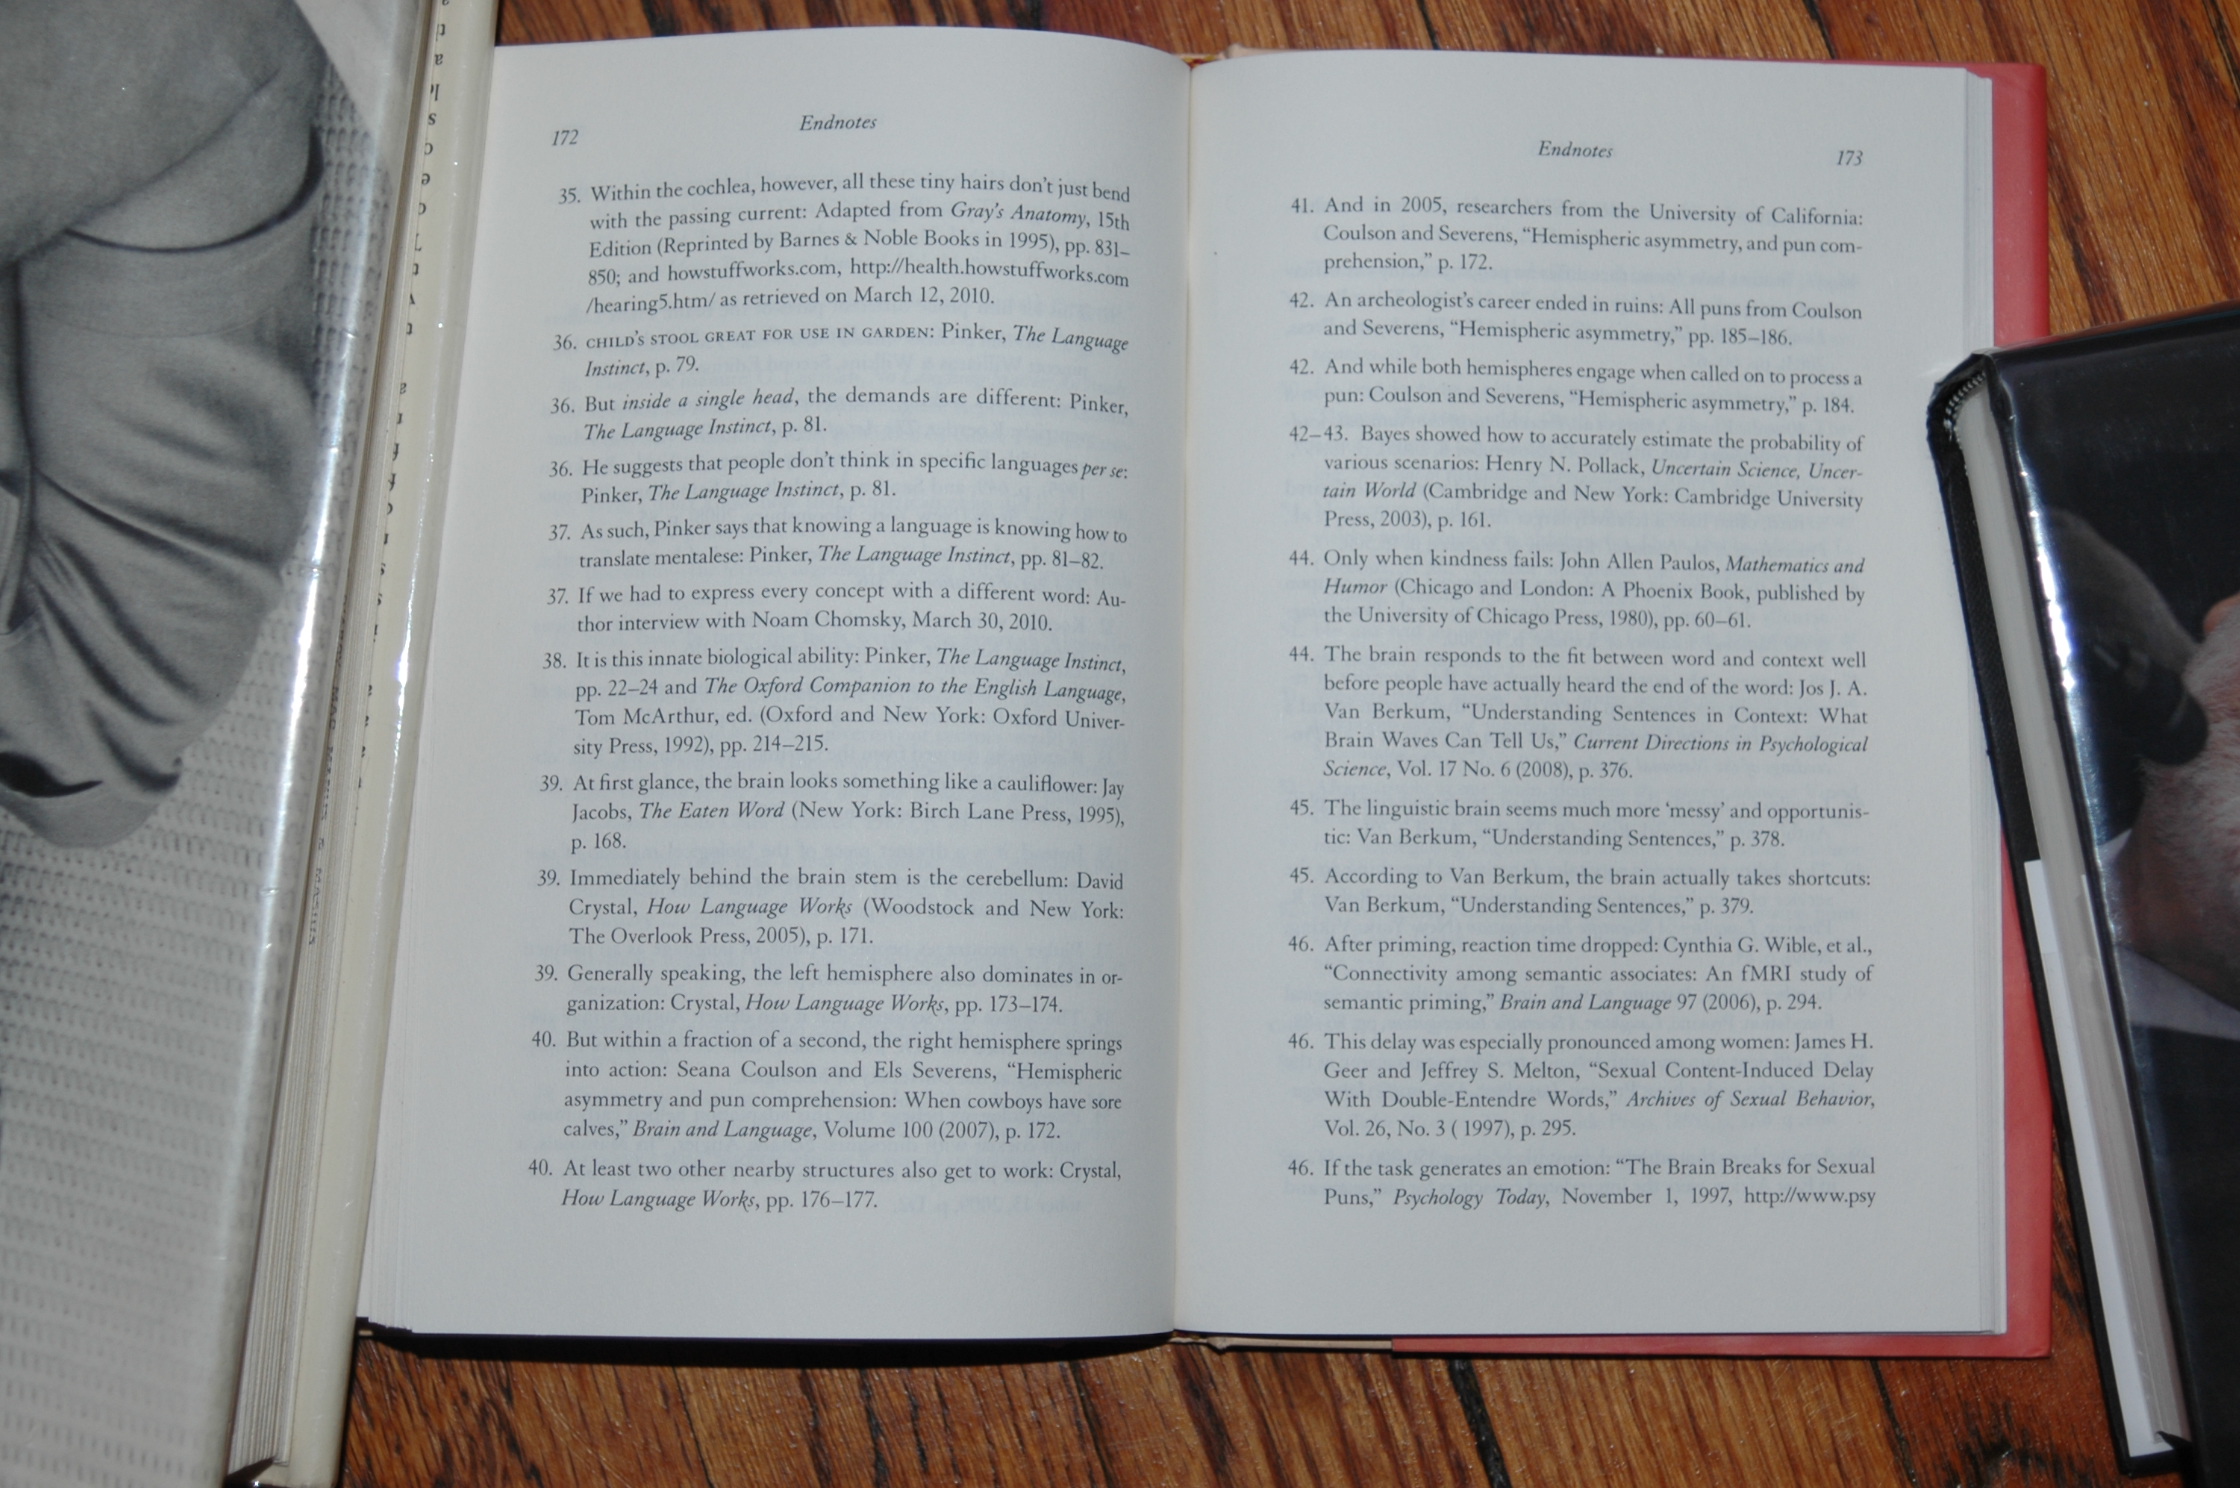 172
Endnotes
35. Within the cochlea, however, all these tiny hairs don't just bend
with the passing current: Adapted from Gray's Anatomy, 15th
Edition (Reprinted by Barnes & Noble Books in 1995), pp. 831–
850; and howstuffworks.com, http://health.howstuffworks.com
/hearing5.htm/ as retrieved on March 12, 2010.
36. CHILD'S STOOL GREAT FOR USE IN GARDEN: Pinker, The Language
Instinct, p. 79.
36. But inside a single head, the demands are different: Pinker,
The Language Instinct, p. 81.
36. He suggests that people don't think in specific languages per se:
Pinker, The Language Instinct, p. 81.
37. As such, Pinker says that knowing a language is knowing how to
translate mentalese: Pinker, The Language Instinct, pp. 81–82.
37. If we had to express every concept with a different word: Au-
thor interview with Noam Chomsky, March 30, 2010.
38. It is this innate biological ability: Pinker, The Language Instinct,
pp. 22–24 and The Oxford Companion to the English Language,
Tom McArthur, ed. (Oxford and New York: Oxford Univer-
sity Press, 1992), pp. 214–215.
39. At first glance, the brain looks something like a cauliflower: Jay
Jacobs, The Eaten Word (New York: Birch Lane Press, 1995),
p. 168.
39. Immediately behind the brain stem is the cerebellum: David
Crystal, How Language Works (Woodstock and New York:
The Overlook Press, 2005), p. 171.
39. Generally speaking, the left hemisphere also dominates in or-
ganization: Crystal, How Language Works, pp. 173–174.
40. But within a fraction of a second, the right hemisphere springs
into action: Seana Coulson and Els Severens, “Hemispheric
asymmetry and pun comprehension: When cowboys have sore
calves,” Brain and Language, Volume 100 (2007), p. 172.
40. At least two other nearby structures also get to work: Crystal,
How Language Works, pp. 176–177.
Endnotes
173
41. And in 2005, researchers from the University of California:
Coulson and Severens, “Hemispheric asymmetry, and pun com-
prehension,” p. 172.
42. An archeologist's career ended in ruins: All puns from Coulson
and Severens, “Hemispheric asymmetry,” pp. 185–186.
42. And while both hemispheres engage when called on to process a
pun: Coulson and Severens, “Hemispheric asymmetry,” p. 184.
42–43. Bayes showed how to accurately estimate the probability of
various scenarios: Henry N. Pollack, Uncertain Science, Uncer-
tain World (Cambridge and New York: Cambridge University
Press, 2003), p. 161.
44. Only when kindness fails: John Allen Paulos, Mathematics and
Humor (Chicago and London: A Phoenix Book, published by
the University of Chicago Press, 1980), pp. 60–61.
44. The brain responds to the fit between word and context well
before people have actually heard the end of the word: Jos J. A.
Van Berkum, “Understanding Sentences in Context: What
Brain Waves Can Tell Us,” Current Directions in Psychological
Science, Vol. 17 No. 6 (2008), p. 376.
45. The linguistic brain seems much more ‘messy’ and opportunis-
tic: Van Berkum, “Understanding Sentences,” p. 378.
45. According to Van Berkum, the brain actually takes shortcuts:
Van Berkum, “Understanding Sentences,” p. 379.
46. After priming, reaction time dropped: Cynthia G. Wible, et al.,
“Connectivity among semantic associates: An fMRI study of
semantic priming,” Brain and Language 97 (2006), p. 294.
46. This delay was especially pronounced among women: James H.
Geer and Jeffrey S. Melton, “Sexual Content-Induced Delay
With Double-Entendre Words,” Archives of Sexual Behavior,
Vol. 26, No. 3 ( 1997), p. 295.
46. If the task generates an emotion: “The Brain Breaks for Sexual
Puns,” Psychology Today, November 1, 1997, http://www.psy